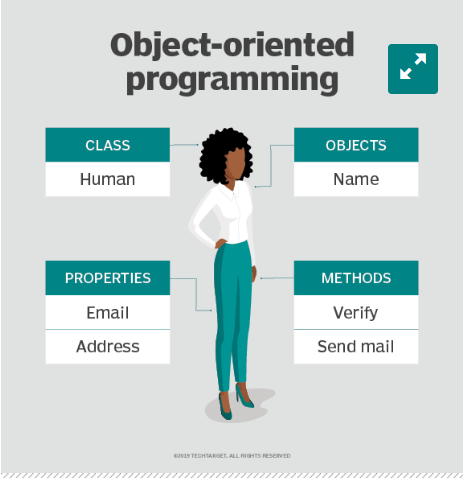 Object-oriented
programming
CLASS
Human
OBJECTS
Name
PROPERTIES
Email
Address
METHODS
Verify
Send mail
©2019 TECHTARGET, ALL RIGHTS RESERVED